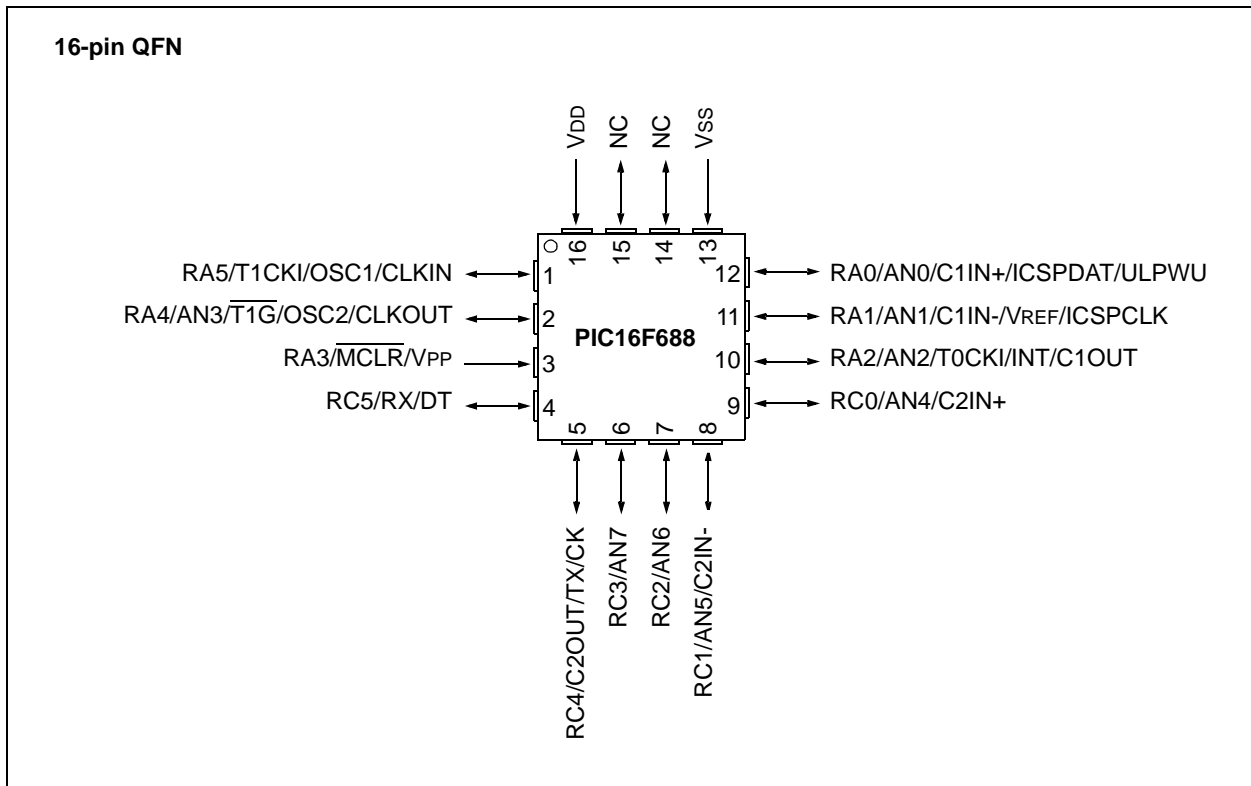 16-pin QFN
VDD
NC
NC
VSS
16
15
14
13
RA5/T1CKI/OSC1/CLKIN
1
12
RA0/AN0/C1IN+/ICSPDAT/ULPWU
RA4/AN3/T1G/OSC2/CLKOUT
2
11
RA1/AN1/C1IN-/VREF/ICSPCLK
PIC16F688
RA3/MCLR/VPP
3
10
RA2/AN2/T0CKI/INT/C1OUT
RC5/RX/DT
4
9
RC0/AN4/C2IN+
5
6
7
8
RC4/C2OUT/TX/CK
RC3/AN7
RC2/AN6
RC1/AN5/C2IN-